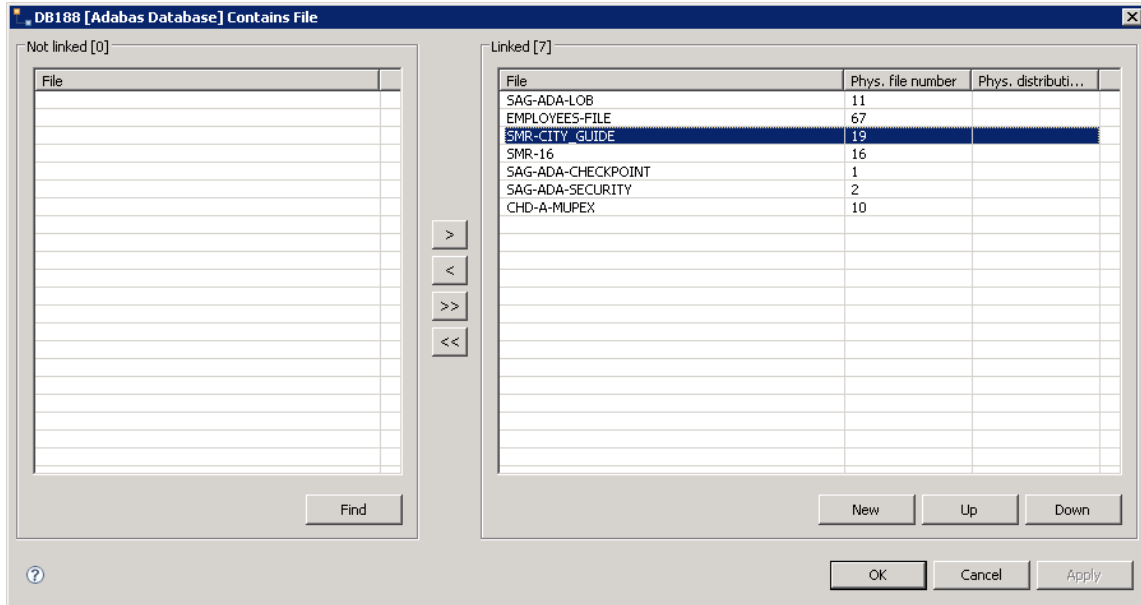 DB188 [Adabas Database] Contains File
Not linked [0]
File
Find
>
<
>>
<<
Linked [7]
File Phys. file number Phys. distributi...
SAG-ADA-LOB 11
EMPLOYEES-FILE 67
SMR-CITY_GUIDE 19
SMR-16 16
SAG-ADA-CHECKPOINT 1
SAG-ADA-SECURITY 2
CHD-A-MUPEX 10
New Up Down
? OK Cancel Apply